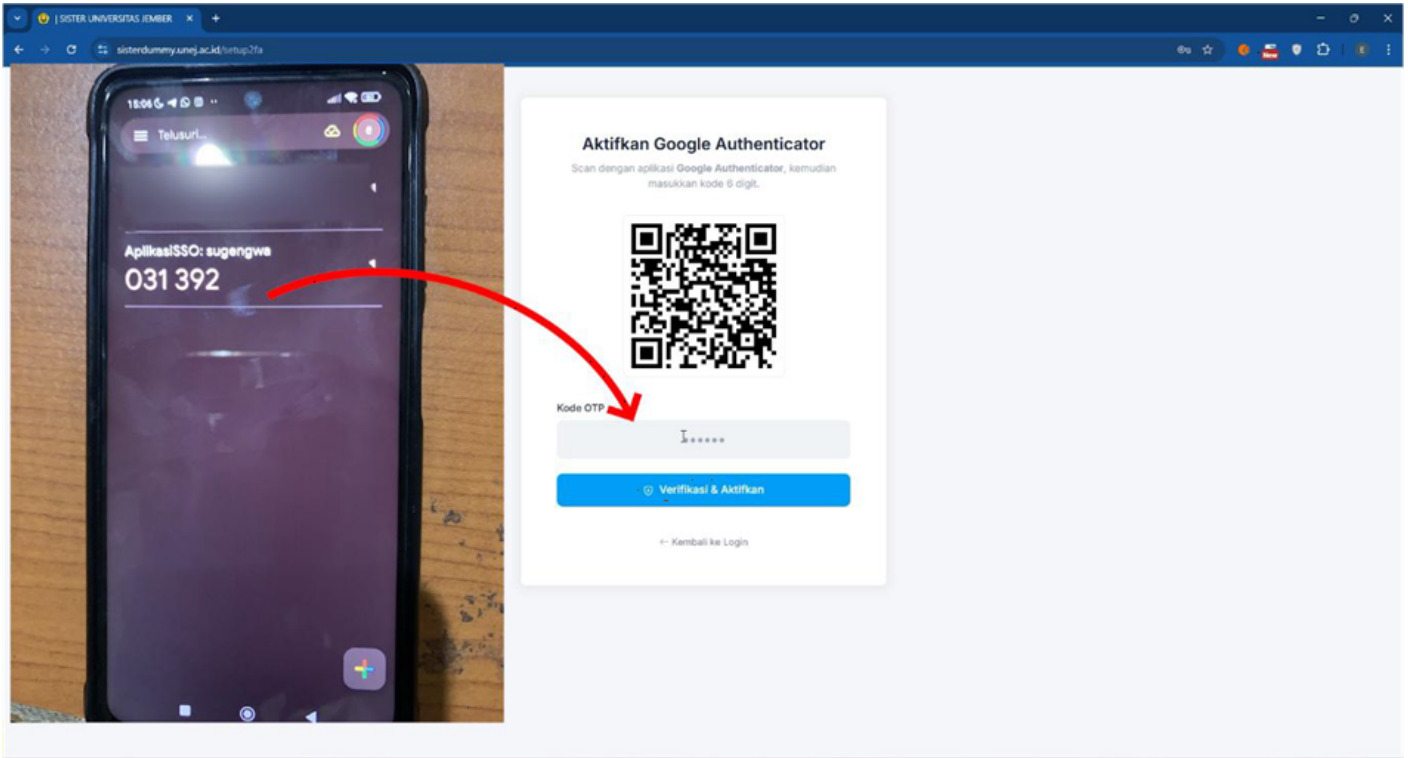 | SISTER UNIVERSITAS JEMBER
sisterdummy.unej.ac.id/setup2fa
New
E
18:06
Telusuri...
AplikasiSSO: sugengwa
031 392
Aktifkan Google Authenticator
Scan dengan aplikasi Google Authenticator, kemudian
masukkan kode 6 digit.
Kode OTP
Verifikasi & Aktifkan
← Kembali ke Login